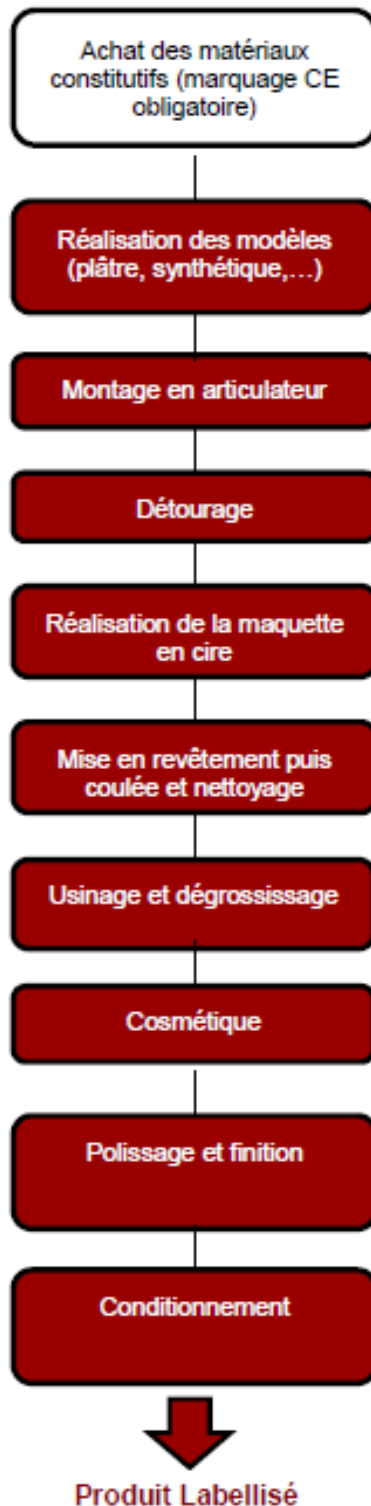 Achat des matériaux
constitutifs (marquage CE
obligatoire)
Réalisation des modèles
(plâtre, synthétique,...)
Montage en articulateur
Détourage
Réalisation de la maquette
en cire
Mise en revêtement puis
coulée et nettoyage
Usinage et dégrossissage
Cosmétique
Polissage et finition
Conditionnement
Produit Labellisé